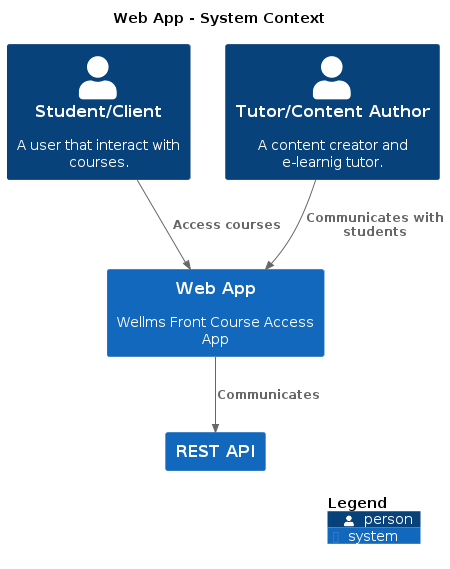 Web App - System Context
Student/Client
A user that interact with
courses.
Tutor/Content Author
A content creator and
e-learnig tutor.
Access courses
Communicates with
students
Web App
Wellms Front Course Access
App
Communicates
REST API
Legend
person
system